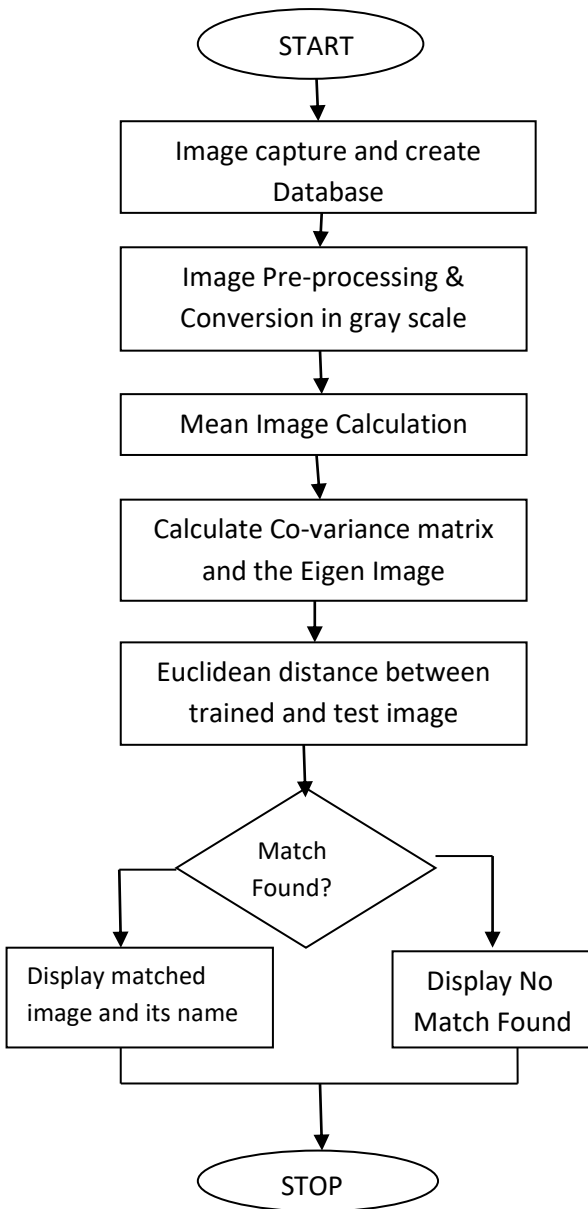 START
Image capture and create
Database
Image Pre-processing &
Conversion in gray scale
Mean Image Calculation
Calculate Co-variance matrix
and the Eigen Image
Euclidean distance between
trained and test image
Match
Found?
Display matched
image and its name
Display No
Match Found
STOP